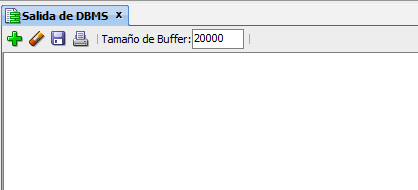 Salida de DBMS x
Tamaño de Buffer: 20000